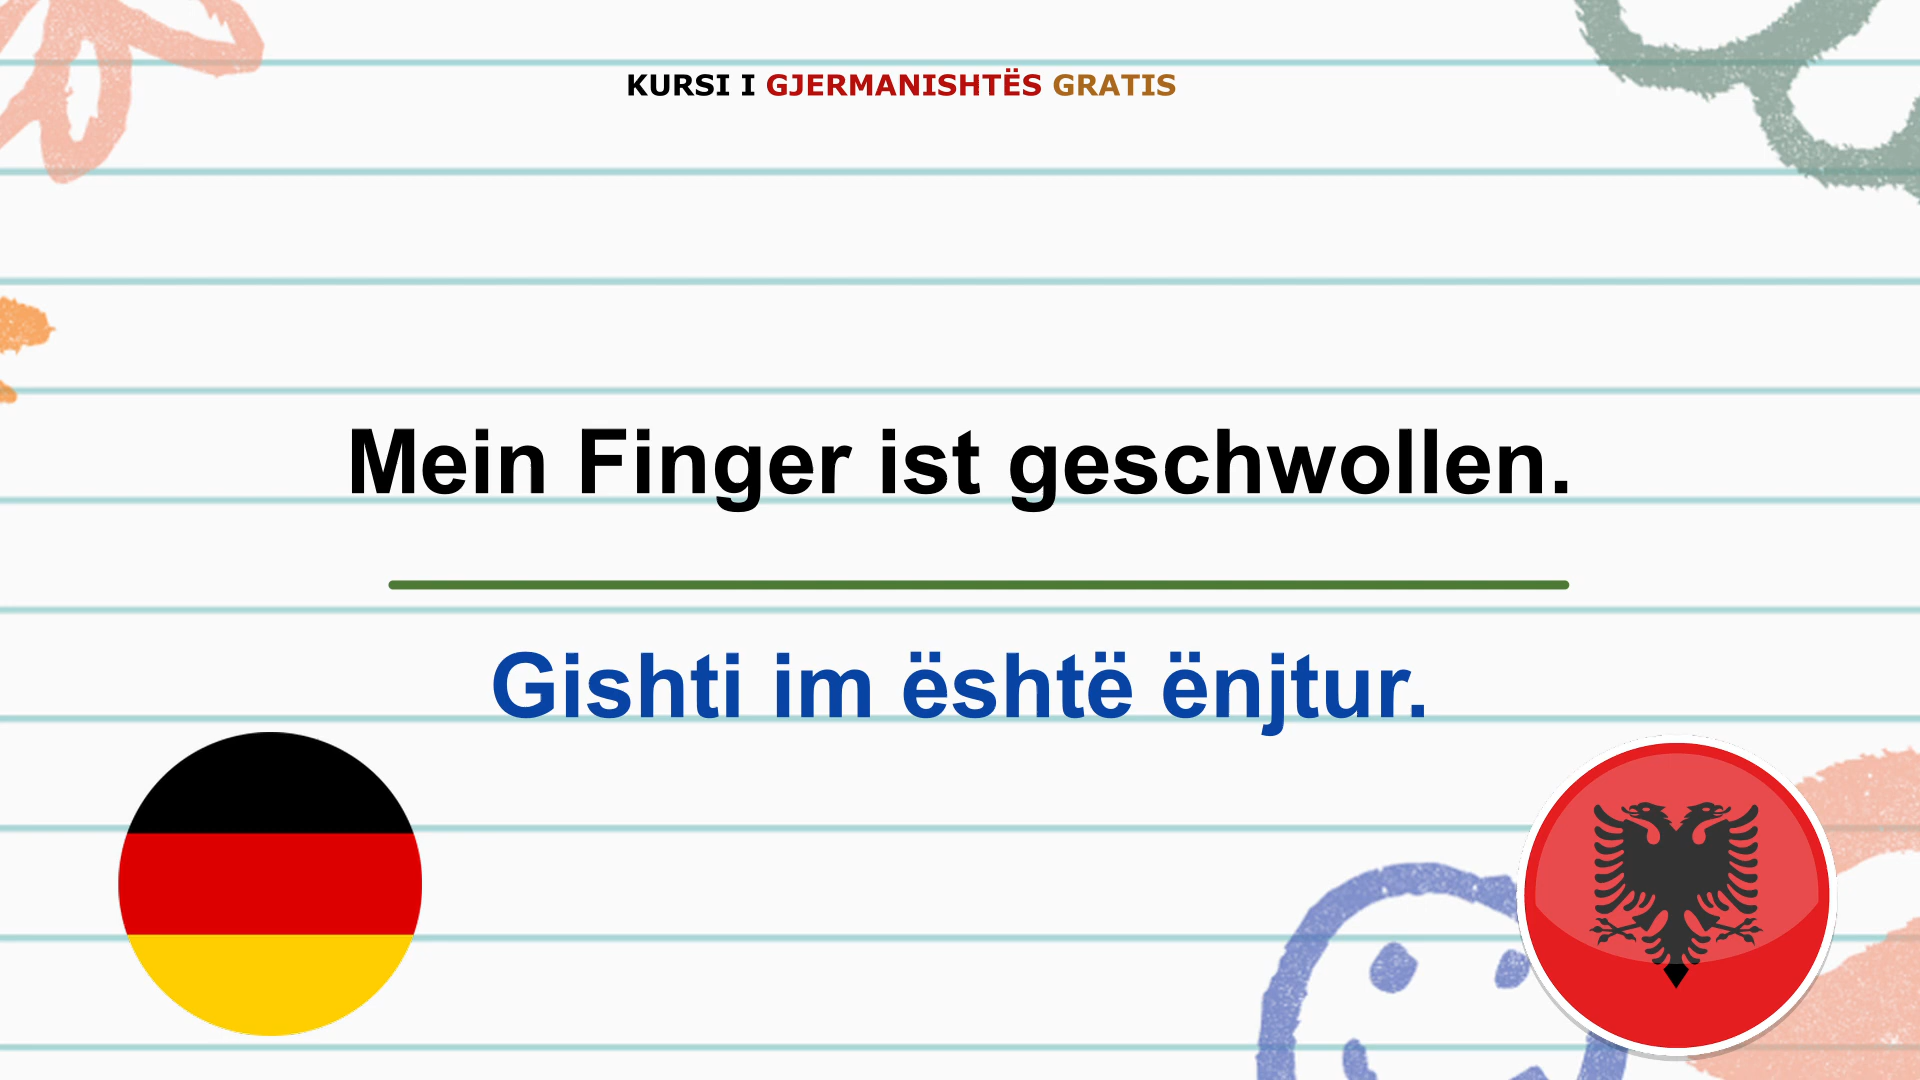 KURSI I GJERMANISHTËS GRATIS
Mein Finger ist geschwollen.
Gishti im është ënjtur.